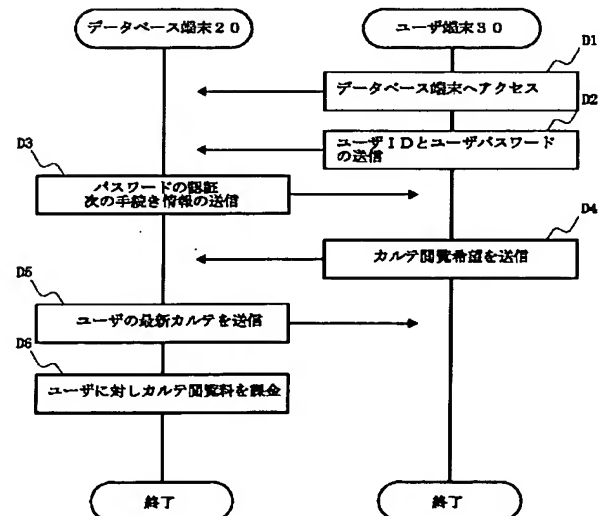 データベース端末20
ユーザ端末30
D1
データベース端末へアクセス
D2
ユーザIDとユーザパスワード
の送信
D3
パスワードの認証
次の手続き情報の送信
D4
カルテ閲覧希望を送信
D5
ユーザの最新カルテを送信
D6
ユーザに対しカルテ閲覧料を課金
終了
終了